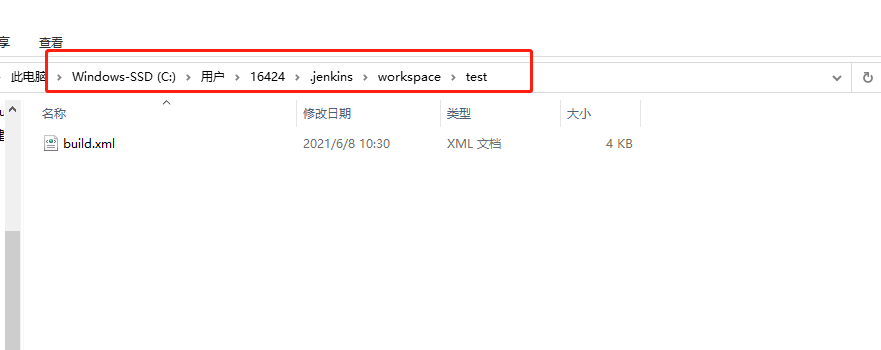 享 查看
此电脑 > Windows-SSD (C:) > 用户 > 16424 > .jenkins > workspace > test
名称 修改日期 类型 大小
build.xml 2021/6/8 10:30 XML 文档 4 KB